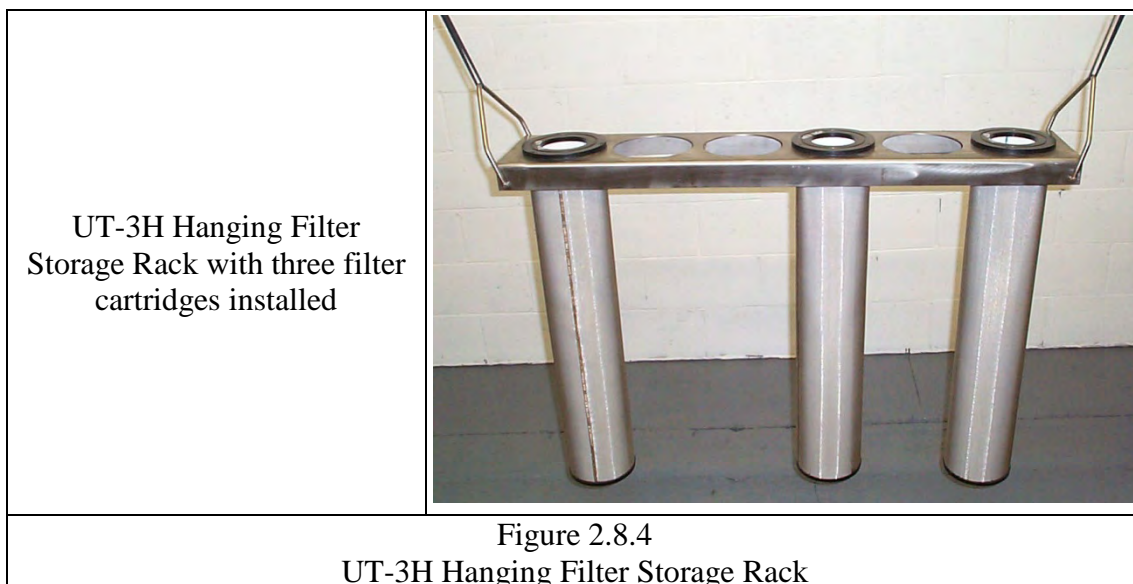 UT-3H Hanging Filter
Storage Rack with three filter
cartridges installed
Figure 2.8.4
UT-3H Hanging Filter Storage Rack